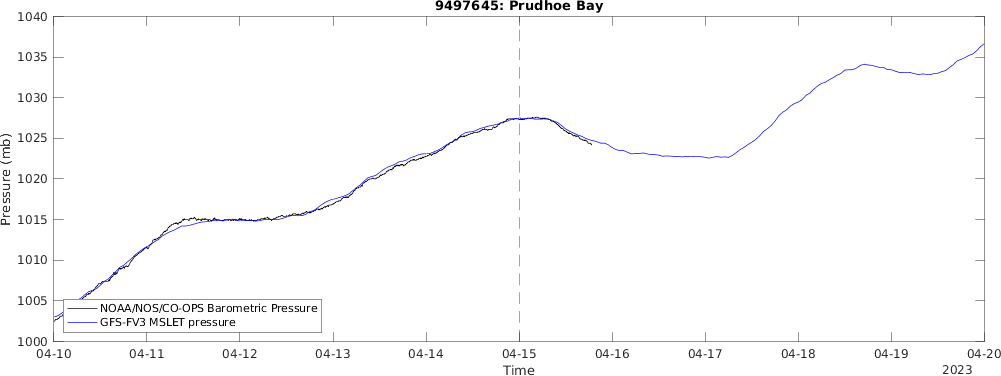 9497645: Prudhoe Bay
Pressure (mb)
1040
1035
1030
1025
1020
1015
1010
1005
1000
NOAA/NOS/CO-OPS Barometric Pressure
GFS-FV3 MSLET pressure
04-10 04-11 04-12 04-13 04-14 04-15 04-16 04-17 04-18 04-19 04-20
Time
2023